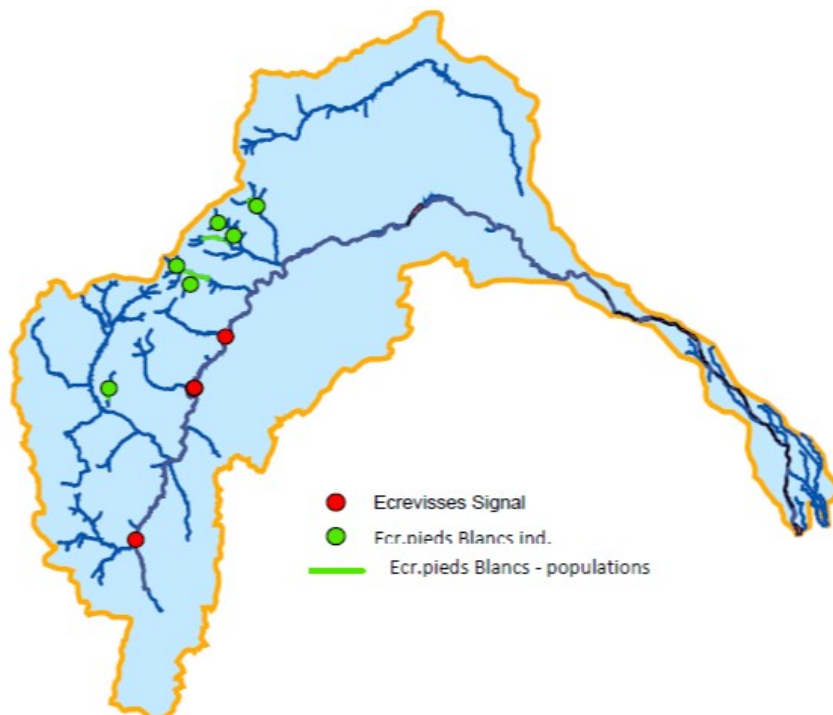 Ecrevisses Signal
Ecr.pieds Blancs ind.
Ecr.pieds Blancs - populations